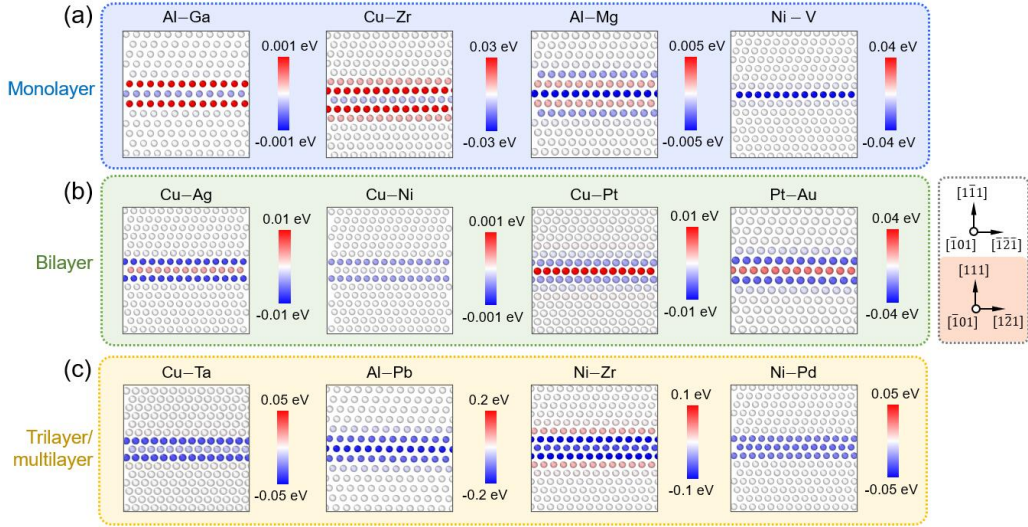 (a)
Al−Ga Cu−Zr Al−Mg Ni − V
Monolayer
0.001 eV 0.03 eV 0.005 eV 0.04 eV
-0.001 eV -0.03 eV -0.005 eV -0.04 eV
(b)
Cu−Ag Cu−Ni Cu−Pt Pt−Au
Bilayer
0.01 eV 0.001 eV 0.01 eV 0.04 eV
-0.01 eV -0.001 eV -0.01 eV -0.04 eV
[11̅1]
[1̅01] [1̅2̅1̅]
[111]
[1̅01] [12̅1]
(c)
Cu−Ta Al−Pb Ni−Zr Ni−Pd
Trilayer/
multilayer
0.05 eV 0.2 eV 0.1 eV 0.05 eV
-0.05 eV -0.2 eV -0.1 eV -0.05 eV